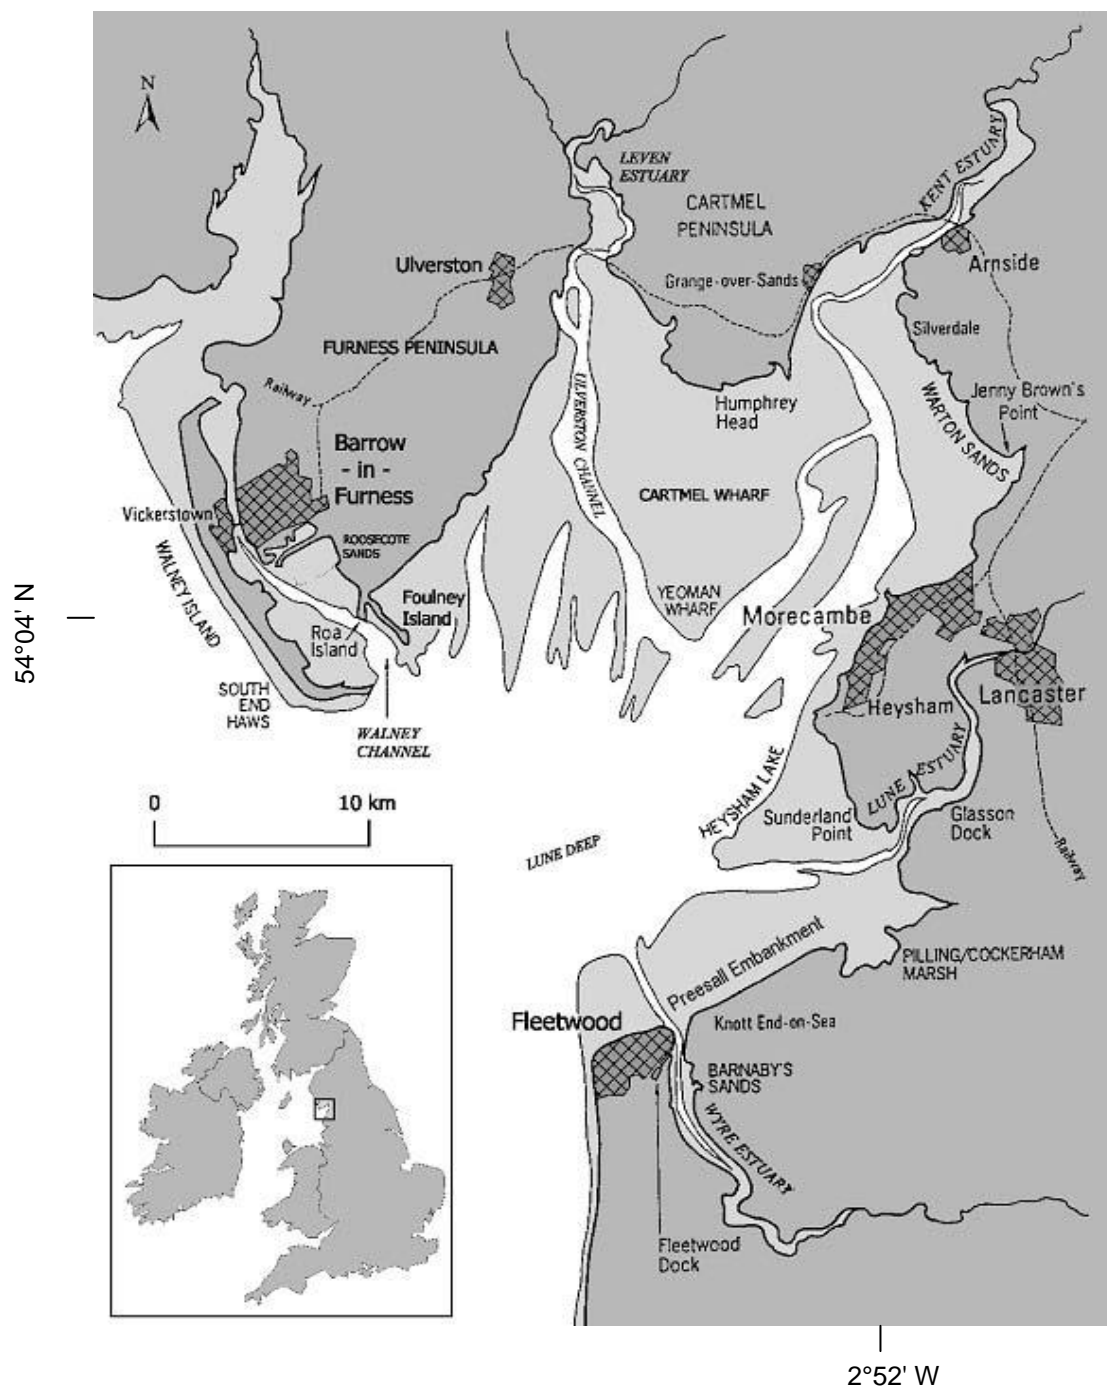 N
LEVEN
ESTUARY
KENT ESTUARY
CARTMEL
PENINSULA
Ulverston
Arnside
Grange-over-Sands
Silverdale
FURNESS PENINSULA
Railway
ULVERSTON CHANNEL
Humphrey
Head
Jenny Brown's
Point
WARTON SANDS
Barrow
- in -
Furness
CARTMEL WHARF
Vickerstown
ROOSECOTE
SANDS
WALNEY ISLAND
Foulney
Island
YEOMAN
WHARF
Morecambe
54°04' N
Roa
Island
SOUTH
END
HAWS
Heysham
Lancaster
WALNEY
CHANNEL
HEYSHAM LAKE
LUNE ESTUARY
0
10 km
Sunderland
Point
Glasson
Dock
LUNE DEEP
Railway
Preesall Embankment
PILLING/COCKERHAM
MARSH
Fleetwood
Knott End-on-Sea
BARNABY'S
SANDS
WYRE ESTUARY
Fleetwood
Dock
2°52' W